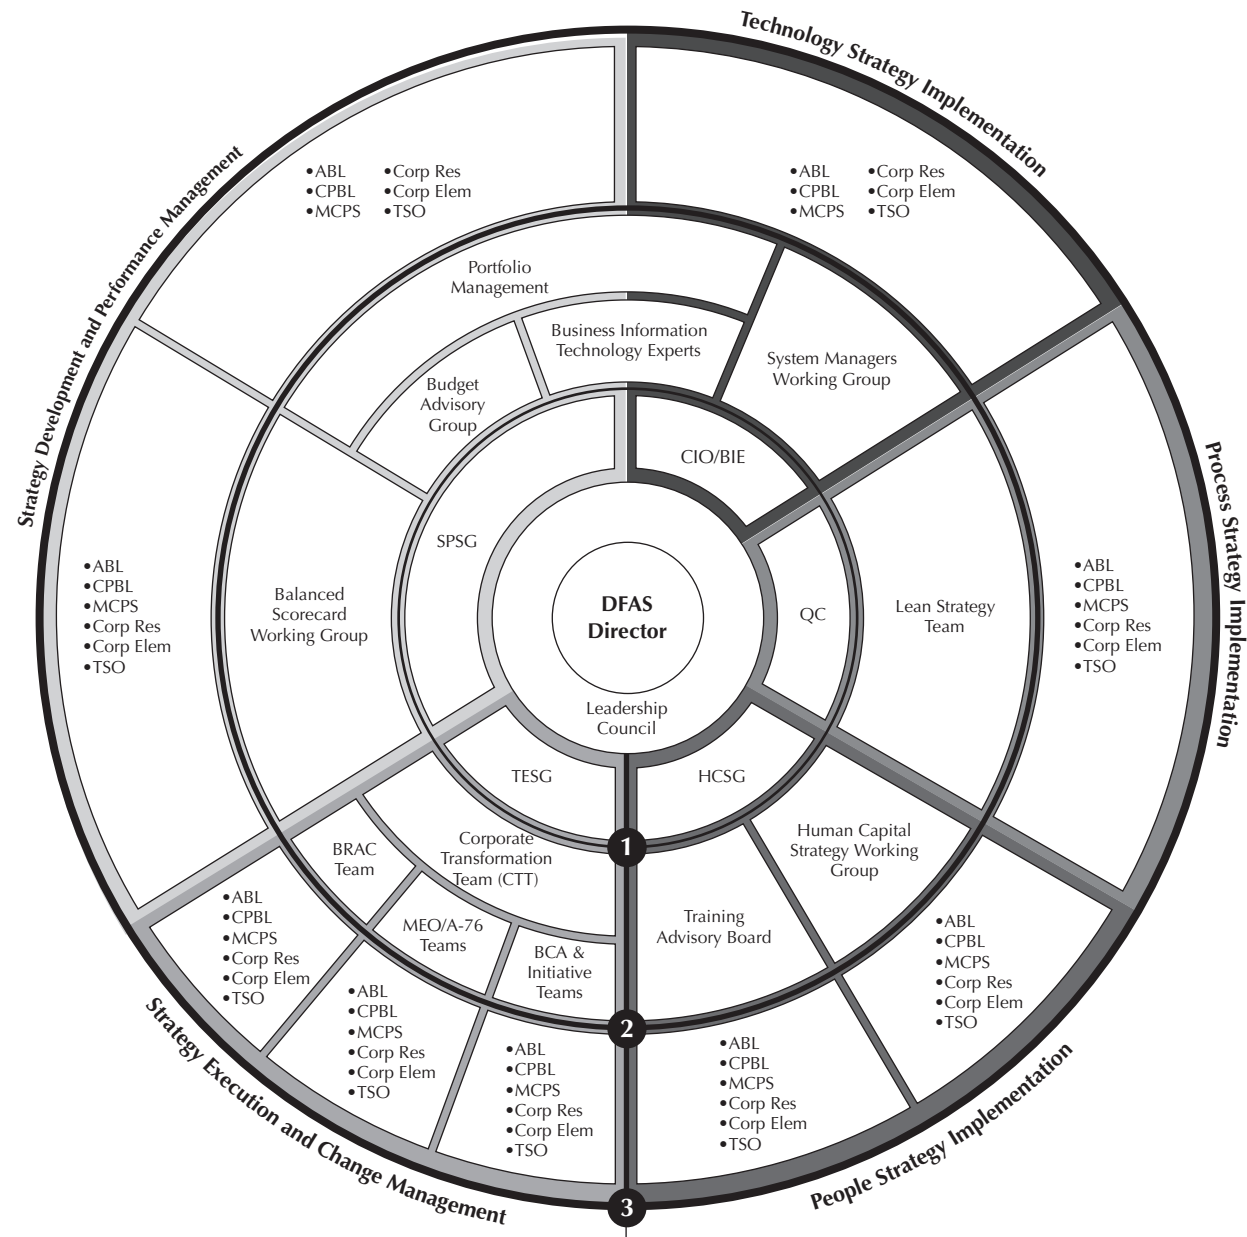 Technology Strategy Implementation
Strategy Development and Performance Management
Process Strategy Implementation
•ABL
•CPBL
•MCPS
•Corp Res
•Corp Elem
•TSO
•ABL
•CPBL
•MCPS
•Corp Res
•Corp Elem
•TSO
Portfolio
Management
Business Information
Technology Experts
System Managers
Working Group
Budget
Advisory
Group
CIO/BIE
SPSG
•ABL
•CPBL
•MCPS
•Corp Res
•Corp Elem
•TSO
Balanced
Scorecard
Working Group
DFAS
Director
QC
Lean Strategy
Team
•ABL
•CPBL
•MCPS
•Corp Res
•Corp Elem
•TSO
Leadership
Council
TESG
HCSG
1
BRAC
Team
Corporate
Transformation
Team (CTT)
Human Capital
Strategy Working
Group
MEO/A-76
Teams
BCA &
Initiative
Teams
Training
Advisory Board
2
•ABL
•CPBL
•MCPS
•Corp Res
•Corp Elem
•TSO
•ABL
•CPBL
•MCPS
•Corp Res
•Corp Elem
•TSO
•ABL
•CPBL
•MCPS
•Corp Res
•Corp Elem
•TSO
•ABL
•CPBL
•MCPS
•Corp Res
•Corp Elem
•TSO
•ABL
•CPBL
•MCPS
•Corp Res
•Corp Elem
•TSO
Strategy Execution and Change Management
People Strategy Implementation
3